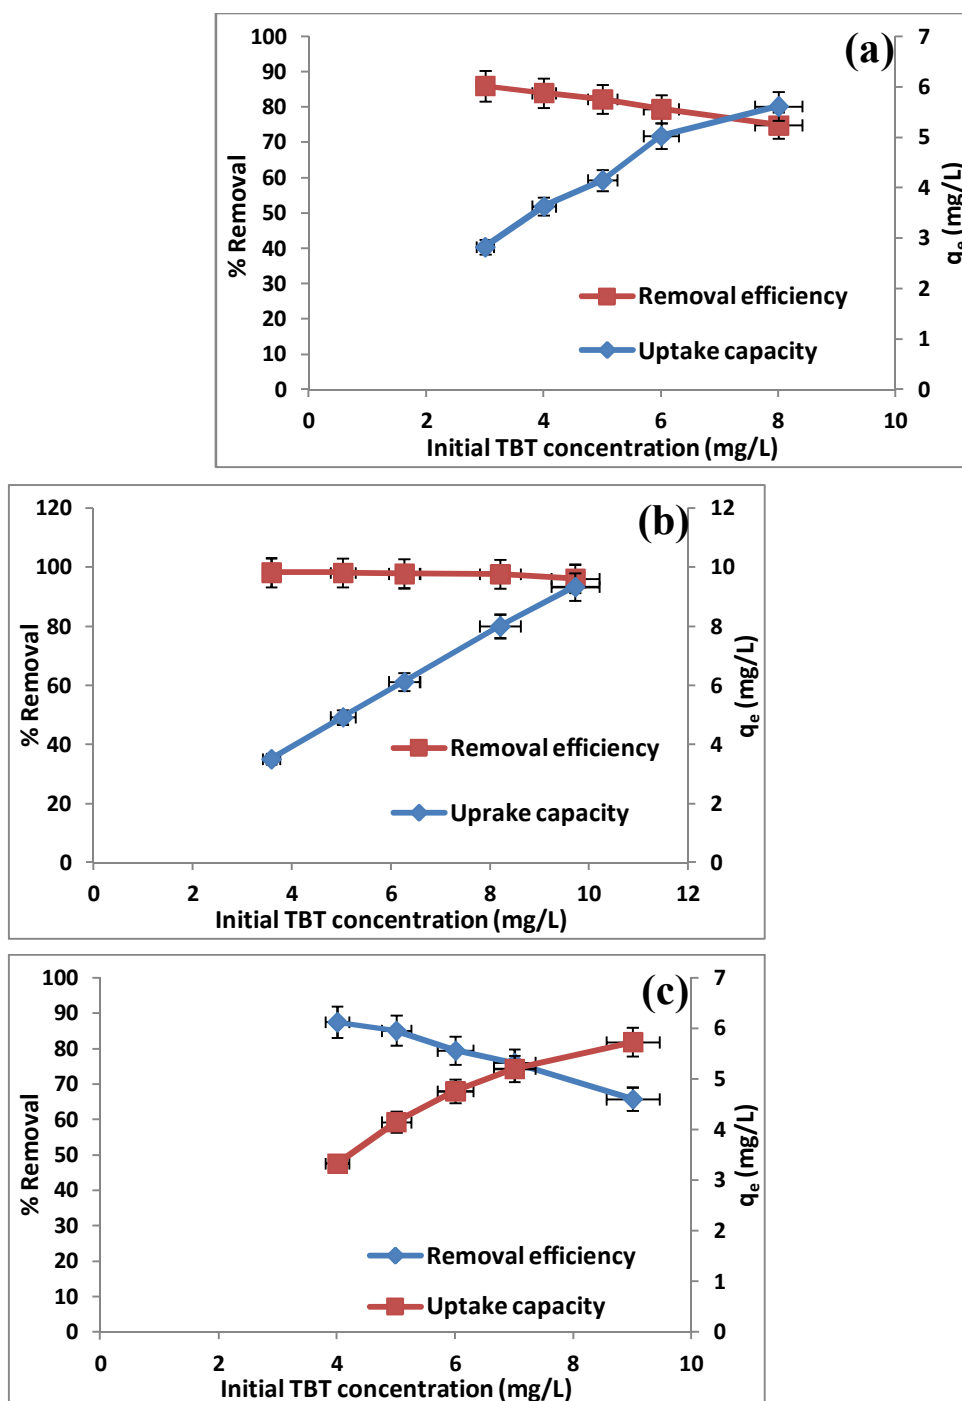 (a)
100
90
80
70
60
50
40
30
20
10
0
% Removal
7
6
5
4
3
2
1
0
qe (mg/L)
Removal efficiency
Uptake capacity
0 2 4 6 8 10
Initial TBT concentration (mg/L)
(b)
120
100
80
60
40
20
0
% Removal
12
10
8
6
4
2
0
qe (mg/L)
Removal efficiency
Uprake capacity
0 2 4 6 8 10 12
Initial TBT concentration (mg/L)
(c)
100
90
80
70
60
50
40
30
20
10
0
% Removal
7
6
5
4
3
2
1
0
qe (mg/L)
Removal efficiency
Uptake capacity
0 2 4 6 8 10
Initial TBT concentration (mg/L)